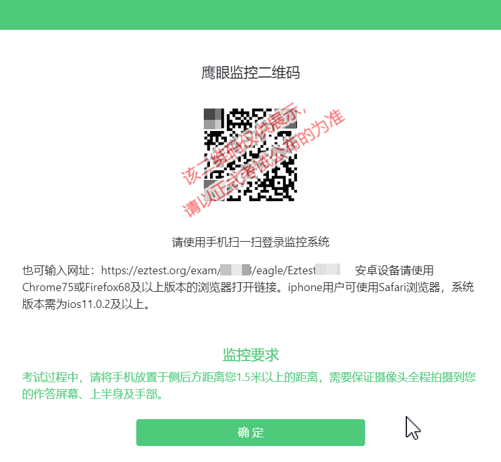 鹰眼监控二维码
该二维码仅供展示，
请以正式考试公布的为准
请使用手机扫一扫登录监控系统
也可输入网址：https://eztest.org/exam/ /eagle/Eztest 安卓设备请使用
Chrome75或Firefox68及以上版本的浏览器打开链接。iphone用户可使用Safari浏览器，系
统版本需为ios11.0.2及以上。
监控要求
考试过程中，请将手机放置于侧后方距离您1.5米以上的距离，需要保证摄像头全程拍摄到您
的作答屏幕、上半身及手部。
确 定